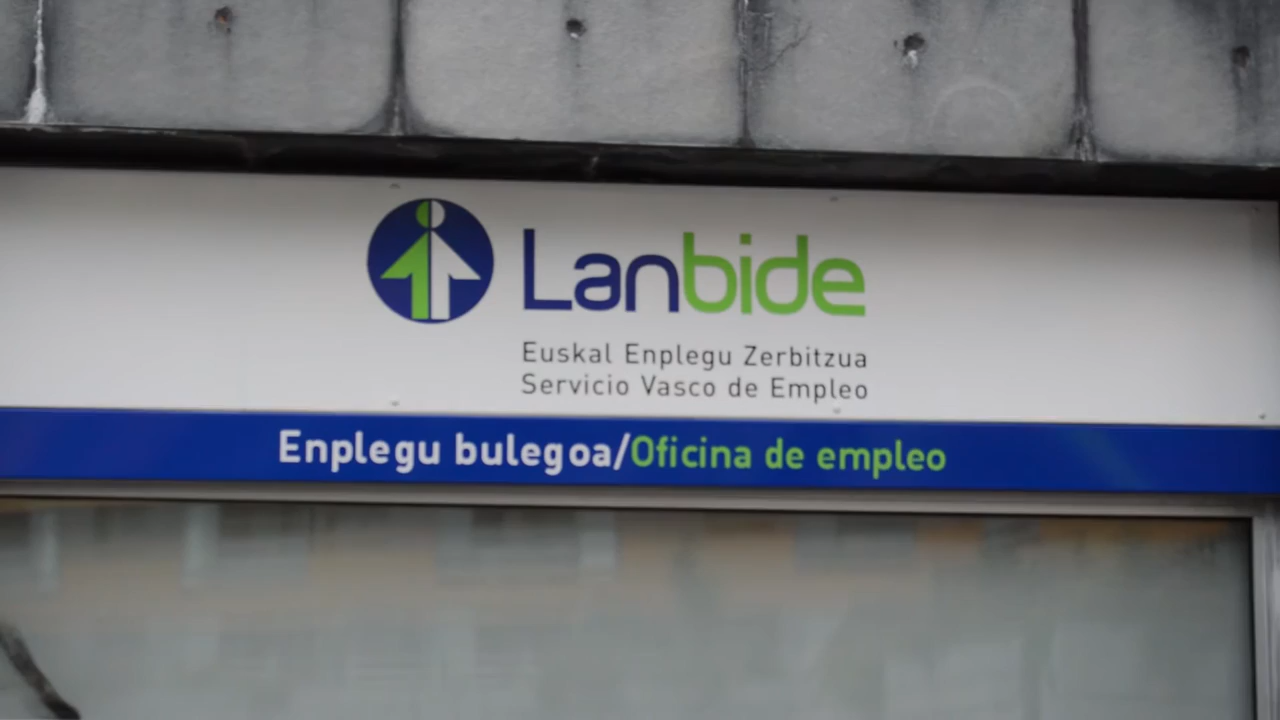 Lanbide
Euskal Enplegu Zerbitzua
Servicio Vasco de Empleo
Enplegu bulegoa/Oficina de empleo